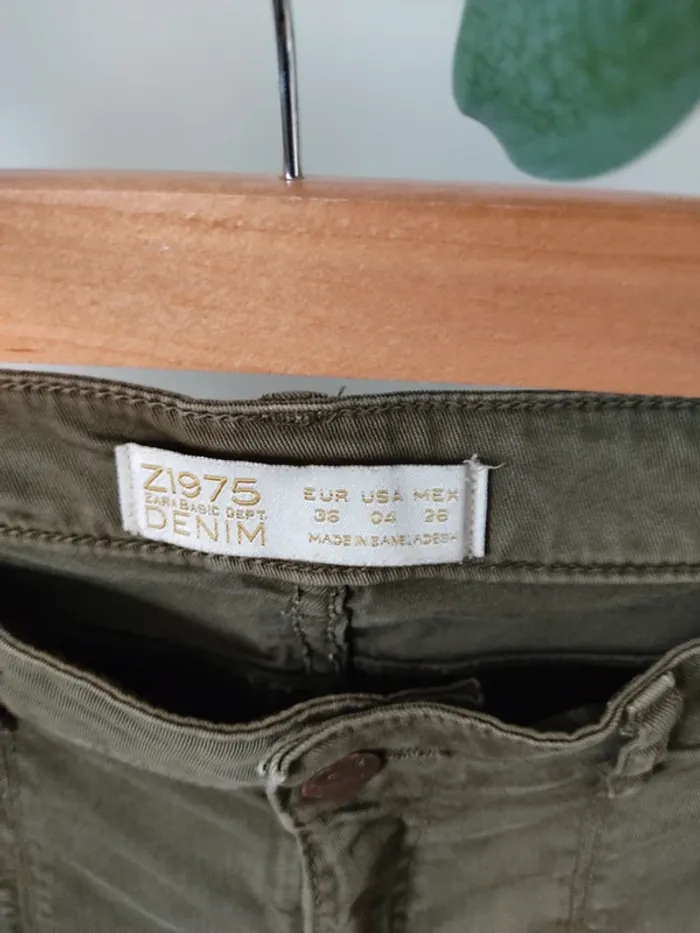 Z1975
ZARA BASIC DEPT.
DENIM
EUR USA MEX
36 04 26
MADE IN BANGLADESH